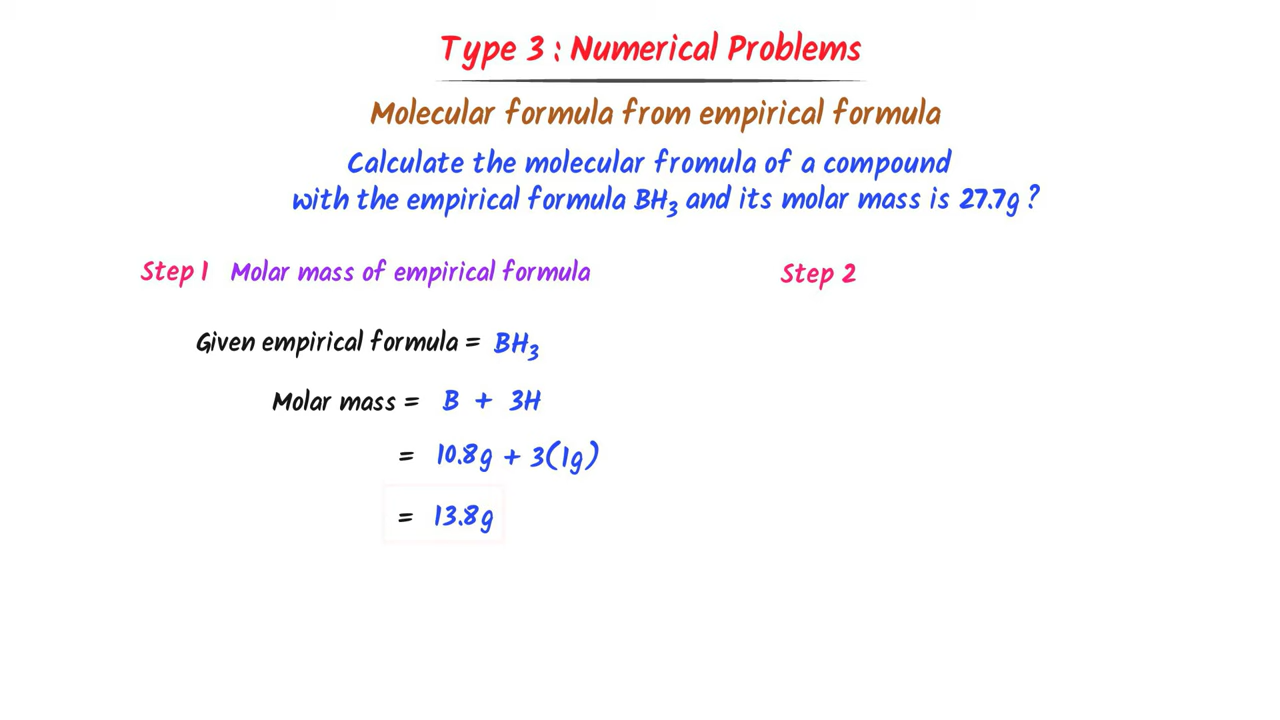 Type 3 : Numerical Problems
Molecular formula from empirical formula
Calculate the molecular fromula of a compound
with the empirical formula BH₃ and its molar mass is 27.7g ?
Step 1 Molar mass of empirical formula
Given empirical formula = BH₃
Molar mass = B + 3H
= 10.8g + 3(1g)
= 13.8g
Step 2